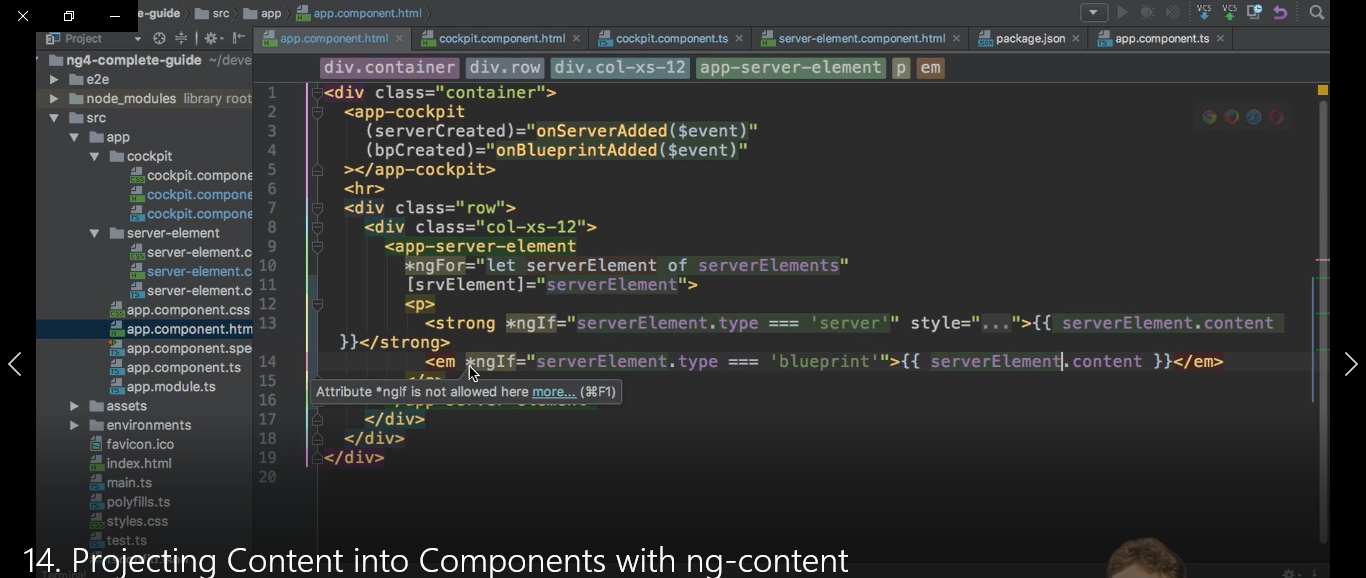 e-guide src app app.component.html
Project
app.component.html cockpit.component.html cockpit.component.ts server-element.component.html package.json app.component.ts
VCS VCS
div.container div.row div.col-xs-12 app-server-element p em
ng4-complete-guide ~/deve
e2e
node_modules library root
src
app
cockpit
cockpit.compone
cockpit.compone
cockpit.compone
server-element
server-element.c
server-element.c
server-element.c
app.component.css
app.component.htm
app.component.spe
app.component.ts
app.module.ts
assets
environments
favicon.ico
index.html
main.ts
polyfills.ts
styles.css
test.ts
1 <div class="container">
2 <app-cockpit
3 (serverCreated)="onServerAdded($event)"
4 (bpCreated)="onBlueprintAdded($event)"
5 ></app-cockpit>
6 <hr>
7 <div class="row">
8 <div class="col-xs-12">
9 <app-server-element
10 *ngFor="let serverElement of serverElements"
11 [srvElement]="serverElement">
12 <p>
13 <strong *ngIf="serverElement.type === 'server'" style="...">{{ serverElement.content
}}</strong>
14 <em *ngIf="serverElement.type === 'blueprint'">{{ serverElement.content }}</em>
15
Attribute *ngIf is not allowed here more... (⌘F1)
16
17 </div>
18 </div>
19 </div>
20
14. Projecting Content into Components with ng-content